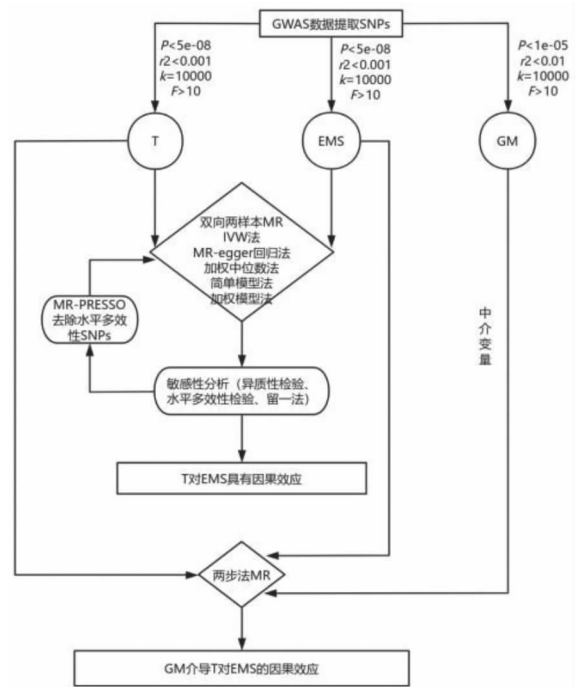 GWAS数据提取SNPs
P<5e-08
r2<0.001
k=10000
F>10
P<5e-08
r2<0.001
k=10000
F>10
P<1e-05
r2<0.01
k=10000
F>10
T
EMS
GM
双向两样本MR
IVW法
MR-egger回归法
加权中位数法
简单模型法
加权模型法
MR-PRESSO
去除水平多效
性SNPs
中介变量
敏感性分析（异质性检验、
水平多效性检验、留一法）
T对EMS具有因果效应
两步法MR
GM介导T对EMS的因果效应